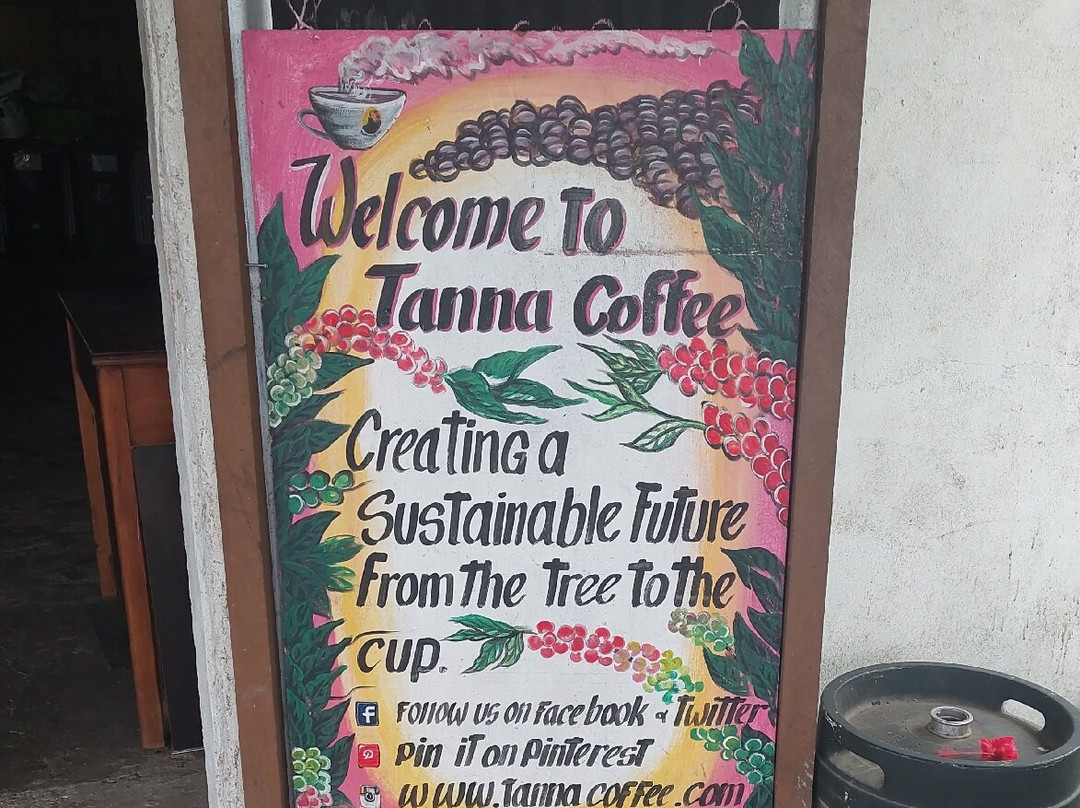 Welcome To
Tanna Coffee
Creating a
Sustainable Future
From The Tree To The
Cup.
Follow us on Facebook & Twitter
Pin iT on PinTeresT
www.Tanna coffee.com